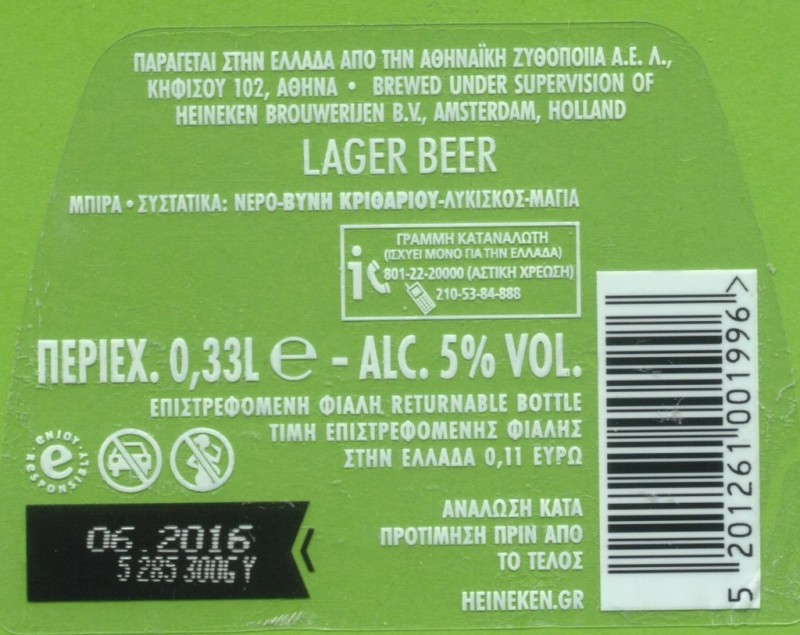 ΠΑΡΑΓΕΤΑΙ ΣΤΗΝ ΕΛΛΑΔΑ ΑΠΟ ΤΗΝ ΑΘΗΝΑΪΚΗ ΖΥΘΟΠΟΙΙΑ Α.Ε. Λ.,
ΚΗΦΙΣΟΥ 102, ΑΘΗΝΑ • BREWED UNDER SUPERVISION OF
HEINEKEN BROUWERIJEN B.V., AMSTERDAM, HOLLAND
LAGER BEER
ΜΠΙΡΑ • ΣΥΣΤΑΤΙΚΑ: ΝΕΡΟ-ΒΥΝΗ ΚΡΙΘΑΡΙΟΥ-ΛΥΚΙΣΚΟΣ-ΜΑΓΙΑ
ΓΡΑΜΜΗ ΚΑΤΑΝΑΛΩΤΗ
(ΙΣΧΥΕΙ ΜΟΝΟ ΓΙΑ ΤΗΝ ΕΛΛΑΔΑ)
801-22-20000 (ΑΣΤΙΚΗ ΧΡΕΩΣΗ)
210-53-84-888
ΠΕΡΙΕΧ. 0,33L e - ALC. 5% VOL.
ΕΠΙΣΤΡΕΦΟΜΕΝΗ ΦΙΑΛΗ RETURNABLE BOTTLE
ΤΙΜΗ ΕΠΙΣΤΡΕΦΟΜΕΝΗΣ ΦΙΑΛΗΣ
ΣΤΗΝ ΕΛΛΑΔΑ 0,11 ΕΥΡΩ
ENJOY
e
RESPONSIBLY
06.2016
5285300GY
ΑΝΑΛΩΣΗ ΚΑΤΑ
ΠΡΟΤΙΜΗΣΗ ΠΡΙΝ ΑΠΟ
ΤΟ ΤΕΛΟΣ
HEINEKEN.GR
5 201261 001996 >